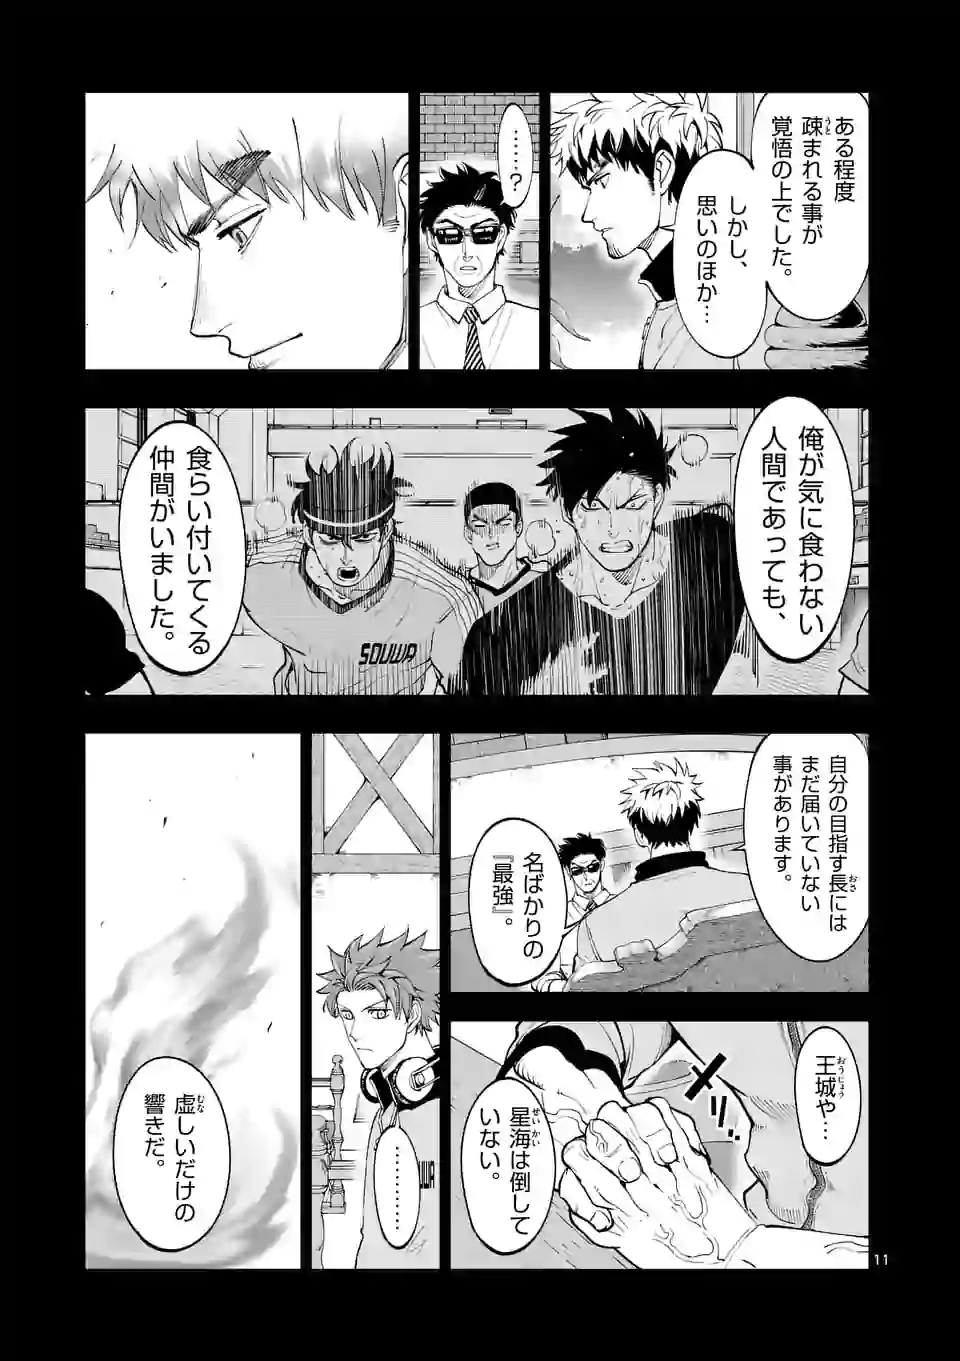 ある程度
疎まれる事が
覚悟の上でした。
しかし、
思いのほか…
……？
俺が気に食わない
人間であっても、
食らい付いてくる
仲間がいました。
SOUWA
自分の目指す長には
まだ届いていない
事があります。
名ばかりの
『最強』。
王城や…
星海は倒して
いない。
………
虚しいだけの
響きだ。
11